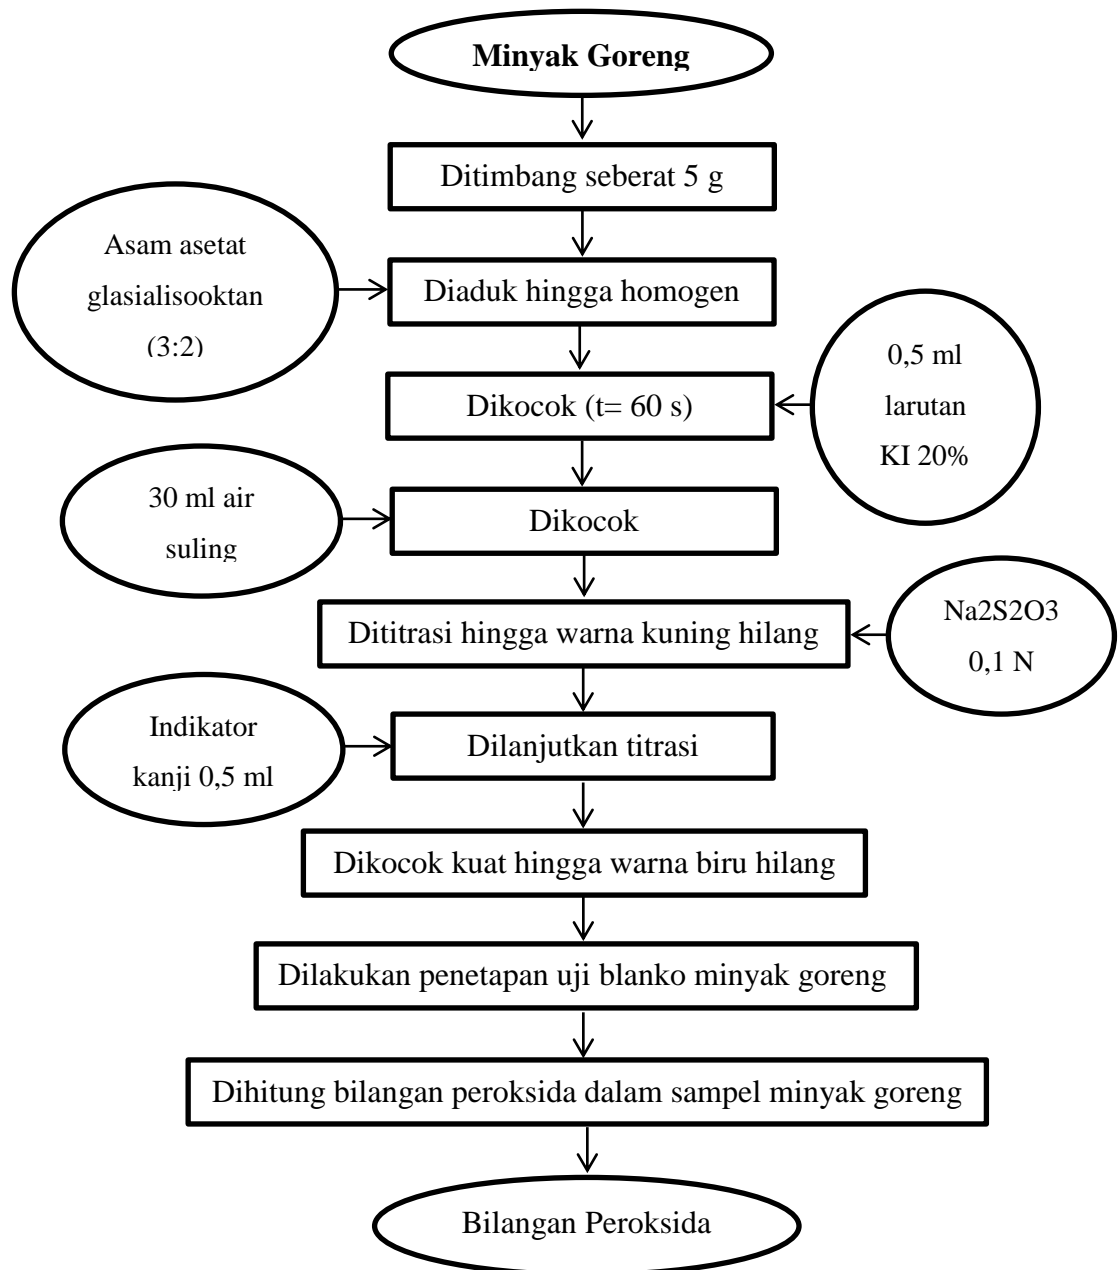 Minyak Goreng
Ditimbang seberat 5 g
Asam asetat
glasialisooktan
(3:2)
Diaduk hingga homogen
0,5 ml
larutan
KI 20%
Dikocok (t= 60 s)
30 ml air
suling
Dikocok
Na2S2O3
0,1 N
Dititrasi hingga warna kuning hilang
Indikator
kanji 0,5 ml
Dilanjutkan titrasi
Dikocok kuat hingga warna biru hilang
Dilakukan penetapan uji blanko minyak goreng
Dihitung bilangan peroksida dalam sampel minyak goreng
Bilangan Peroksida